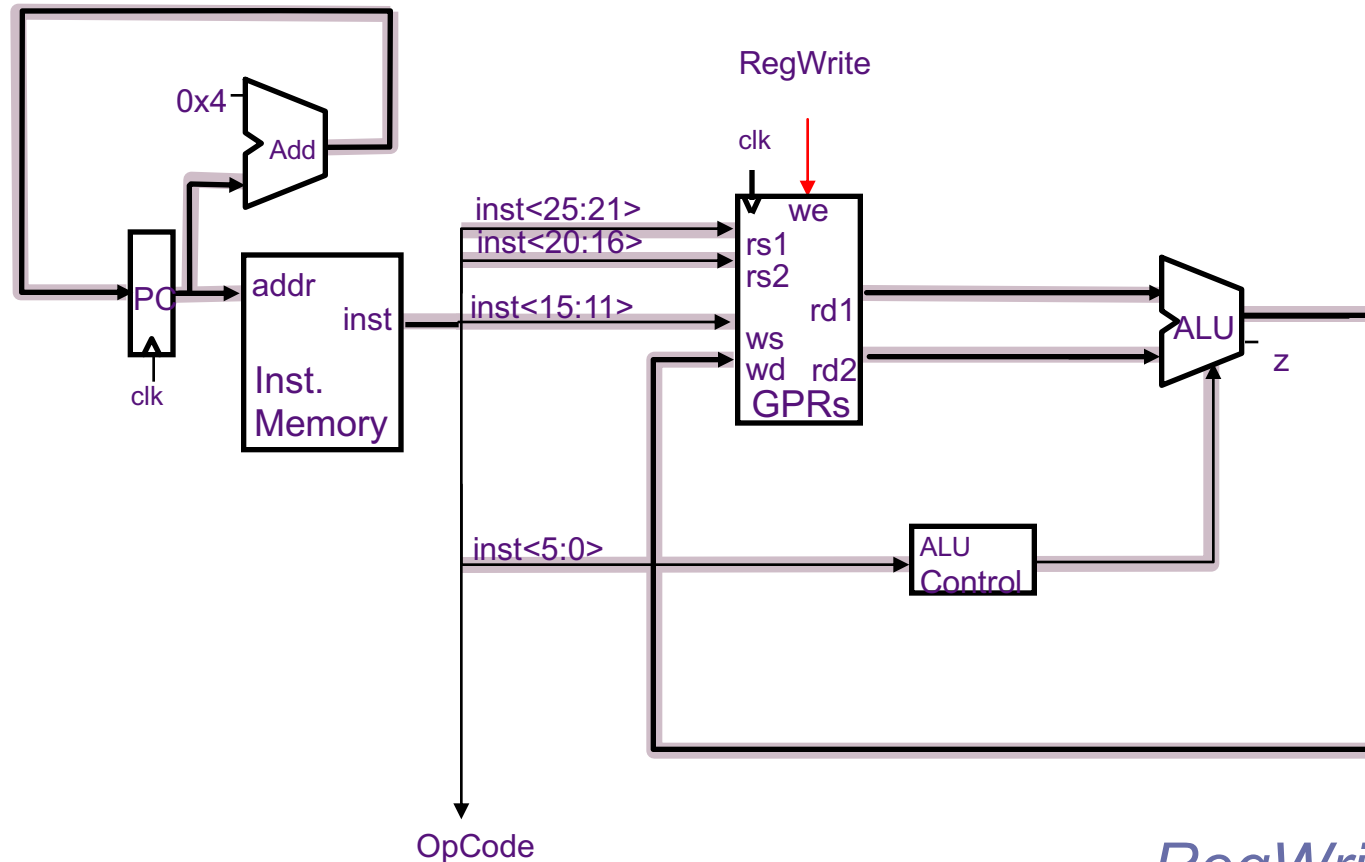 RegWrite
0x4
Add
clk
inst<25:21>
we
inst<20:16>
rs1
rs2
PC
addr
inst
inst<15:11>
rd1
ws
wd
rd2
ALU
z
clk
Inst.
Memory
GPRs
inst<5:0>
ALU
Control
OpCode